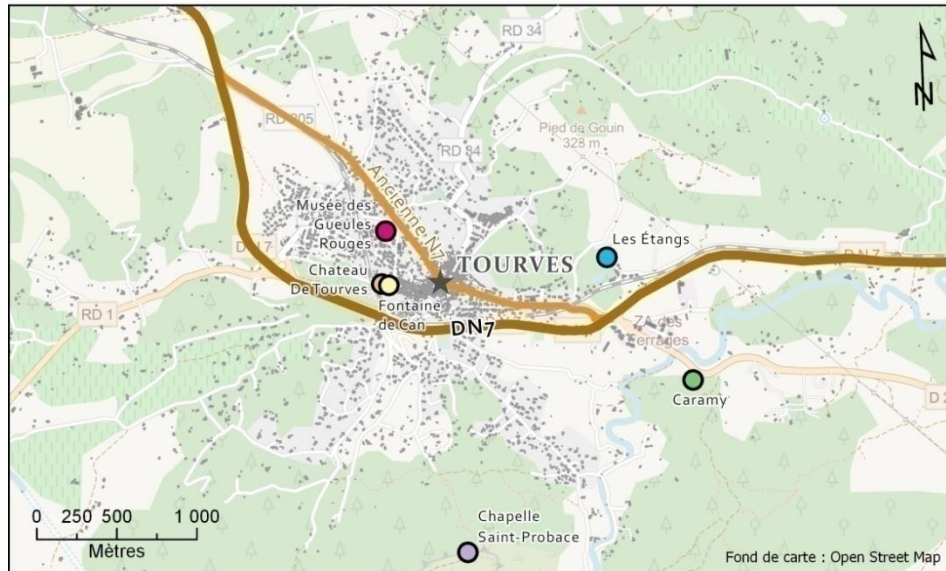 RD 34
N
RD 205
Pied de Gouin
328 m
RD 34
Ancienne N7
Musée des
Gueules
Rouges
Les Étangs
D N 7
TOURVES
Chateau
De Tourves
Fontaine
de Can
RD 1
DN7
ZA des
Ferrages
Caramy
D 2
0 250 500 1 000
Mètres
Chapelle
Saint-Probace
Fond de carte : Open Street Map